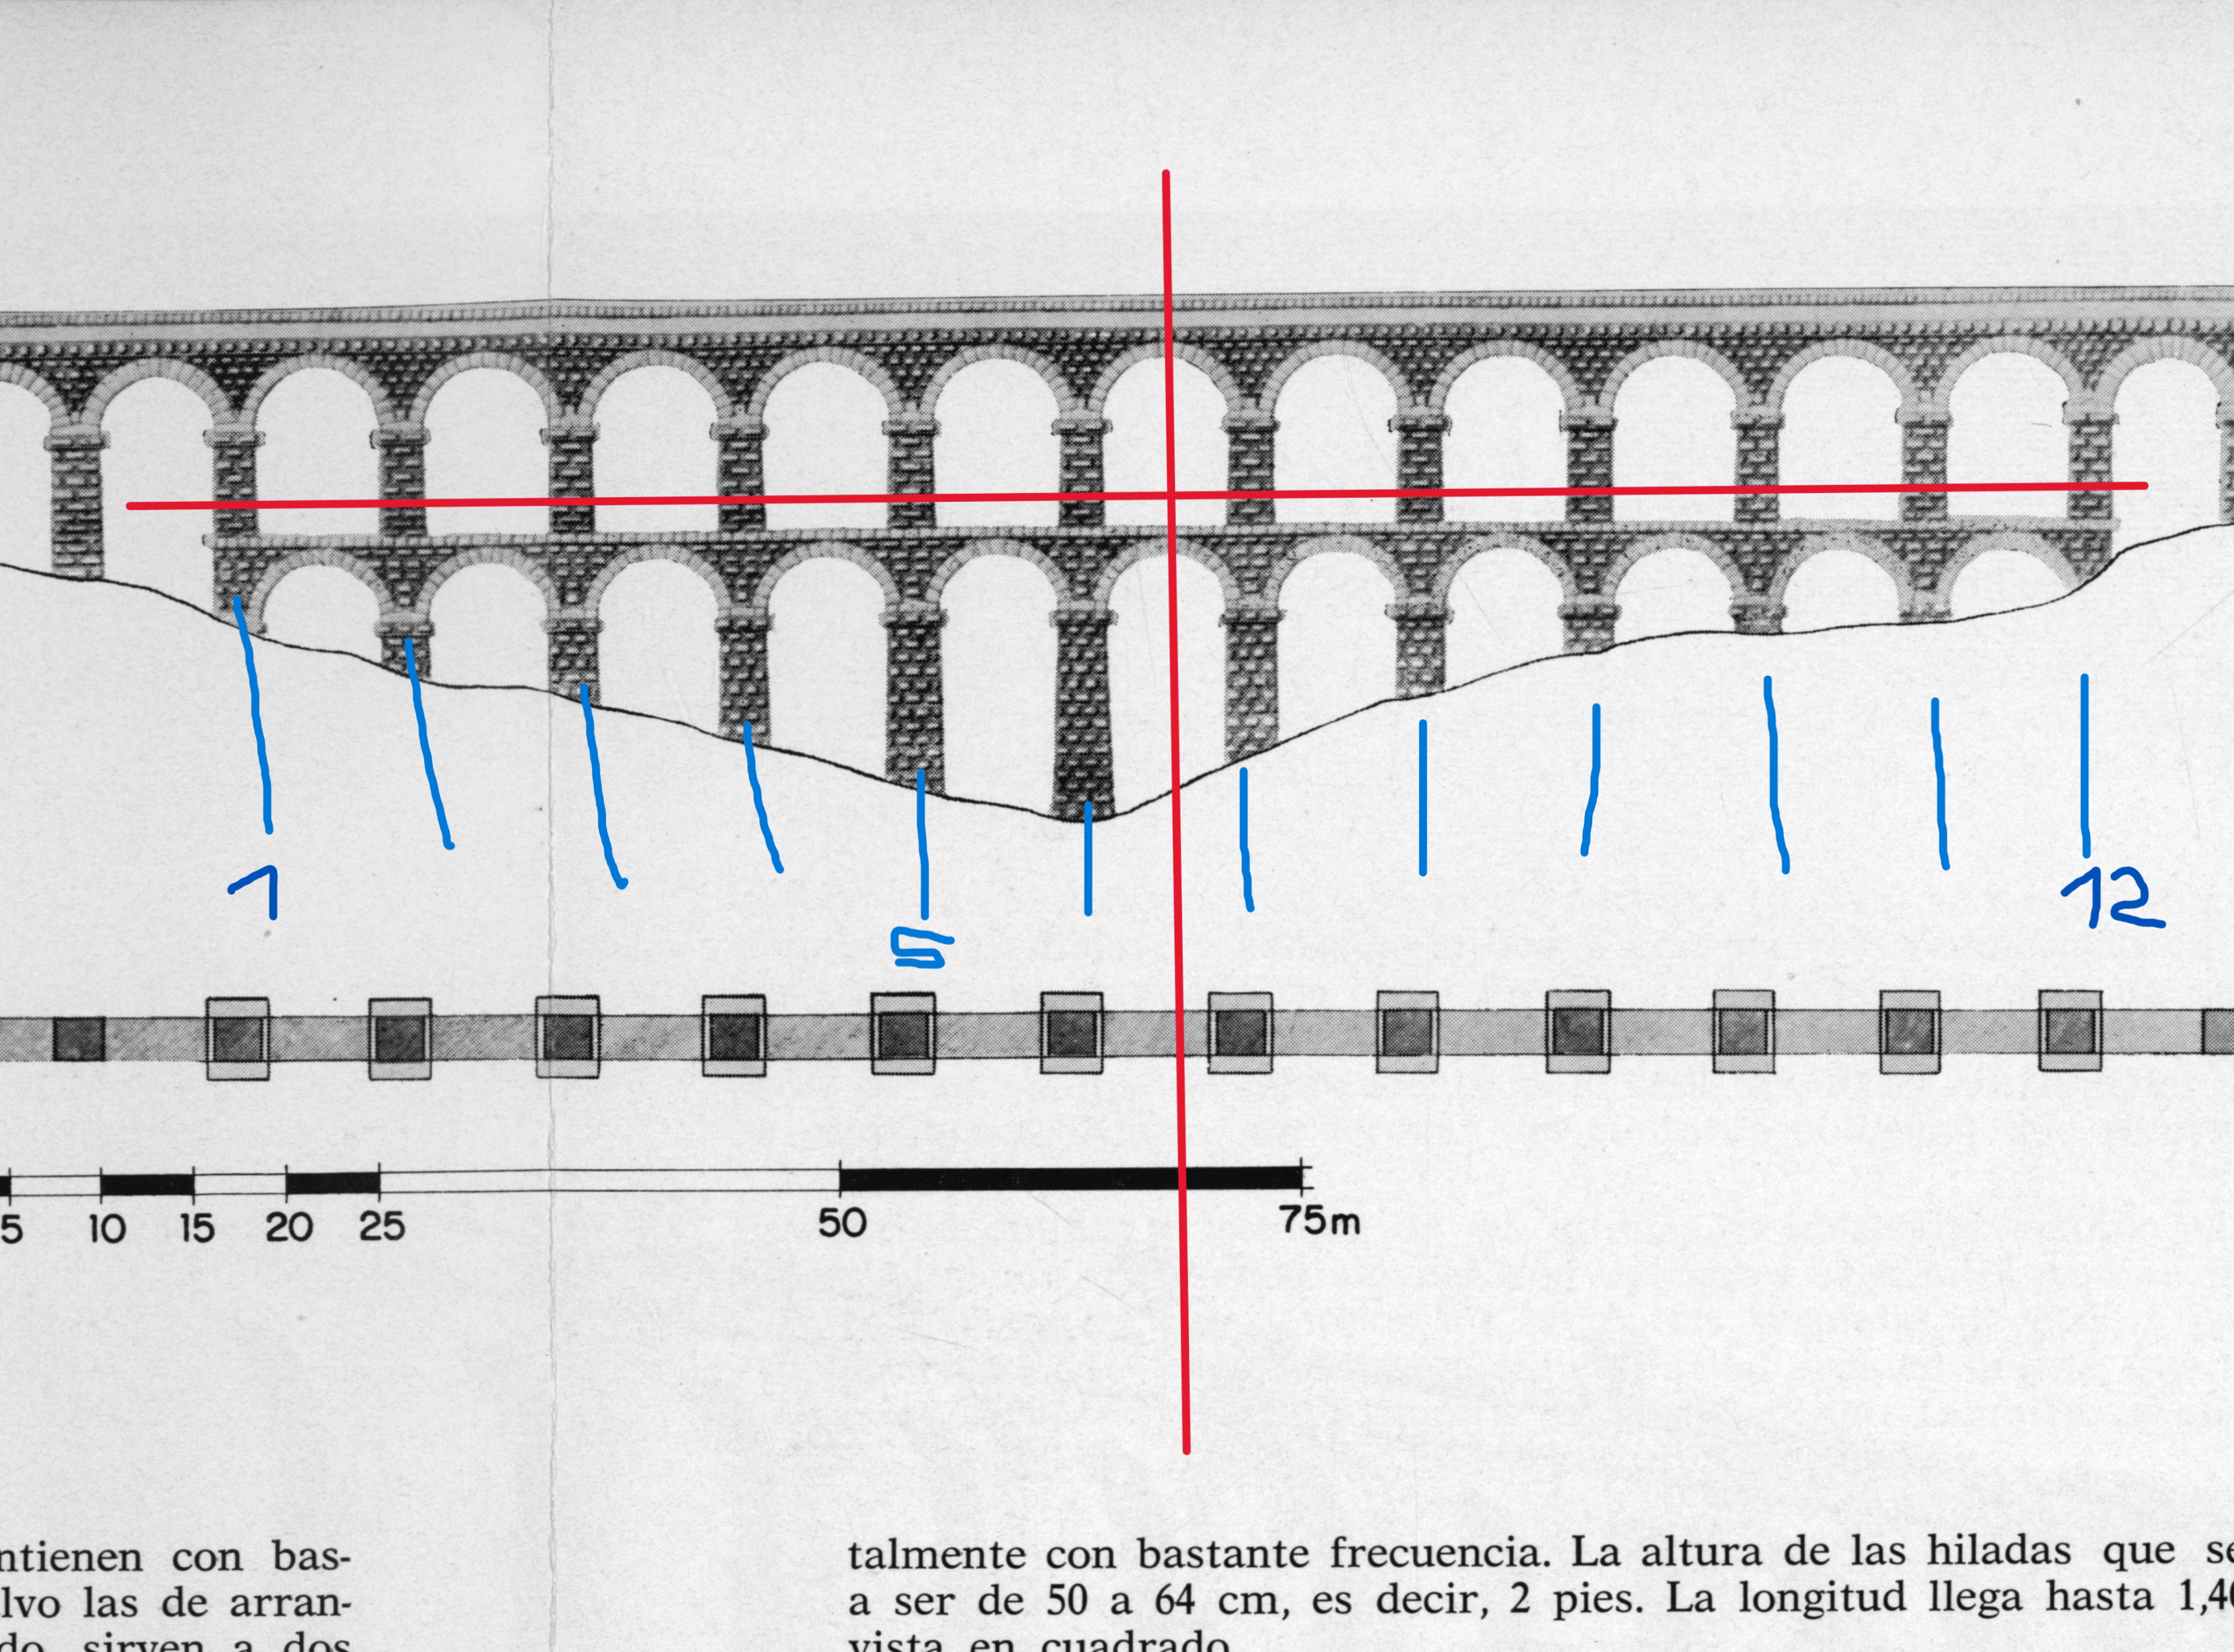 1
5
12
5 10 15 20 25 50 75m
ntienen con bas-
lvo las de arran-
do, sirven a dos
talmente con bastante frecuencia. La altura de las hiladas que se
a ser de 50 a 64 cm, es decir, 2 pies. La longitud llega hasta 1,40
vista en cuadrado